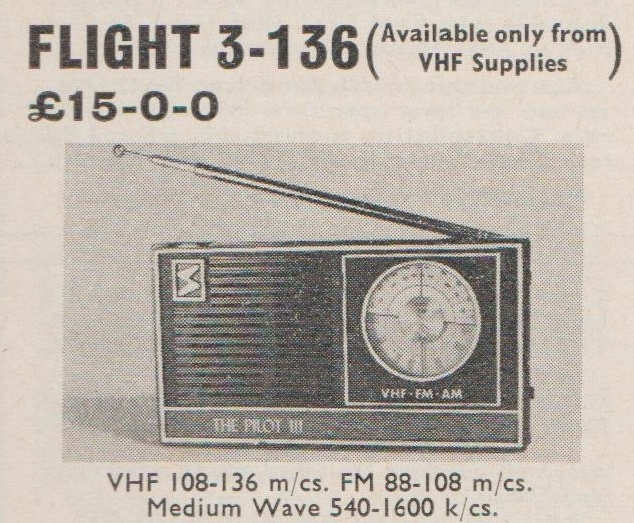 FLIGHT 3-136 (Available only from VHF Supplies)
£15-0-0
VHF·FM·AM
THE PILOT III
VHF 108-136 m/cs. FM 88-108 m/cs.
Medium Wave 540-1600 k/cs.